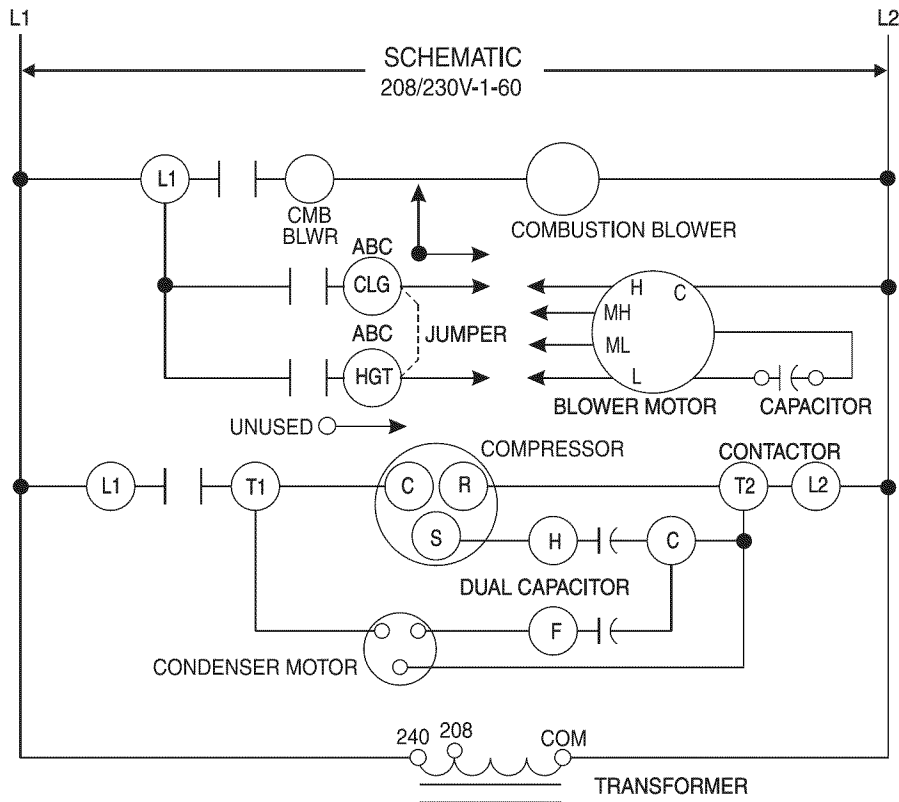 L1
L2
SCHEMATIC
208/230V-1-60
L1
CMB
BLWR
COMBUSTION BLOWER
ABC
CLG
H
C
MH
JUMPER
ABC
ML
HGT
L
BLOWER MOTOR
CAPACITOR
UNUSED
COMPRESSOR
CONTACTOR
L1
T1
C
R
T2
L2
S
H
C
DUAL CAPACITOR
F
CONDENSER MOTOR
240
208
COM
TRANSFORMER